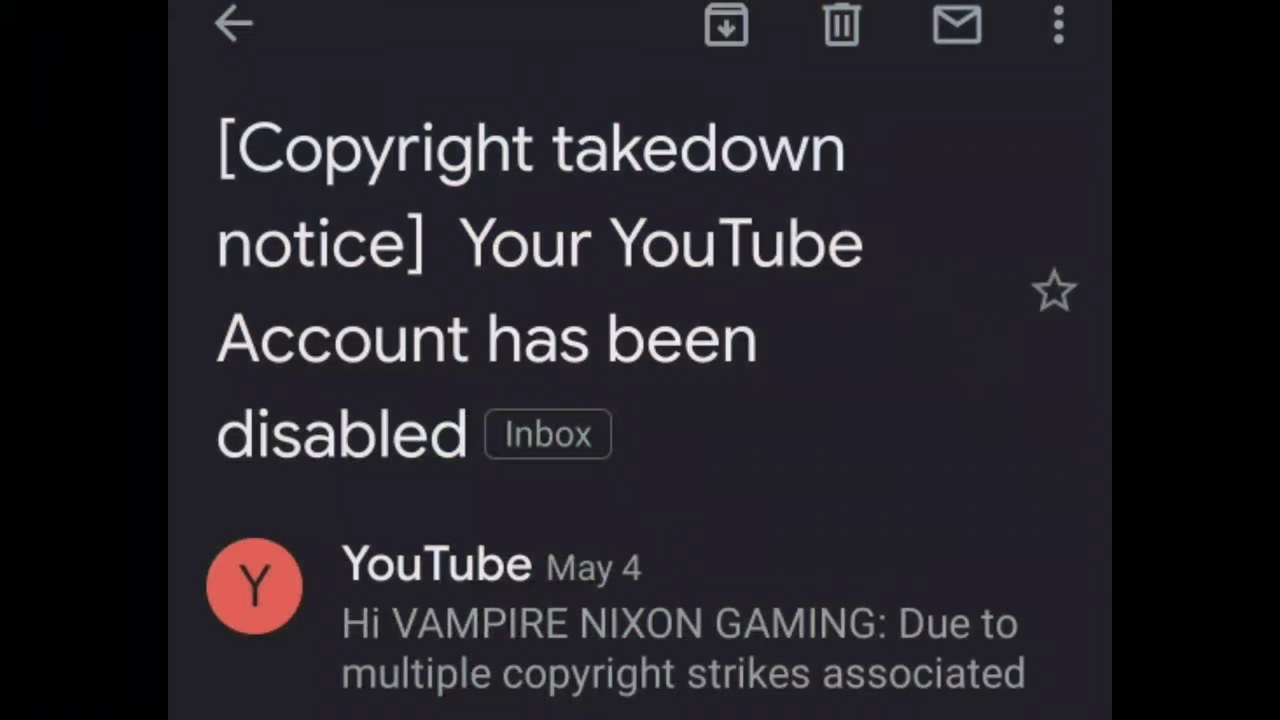 [Copyright takedown
notice]  Your YouTube
Account has been
disabled Inbox
Y
YouTube May 4
Hi VAMPIRE NIXON GAMING: Due to
multiple copyright strikes associated